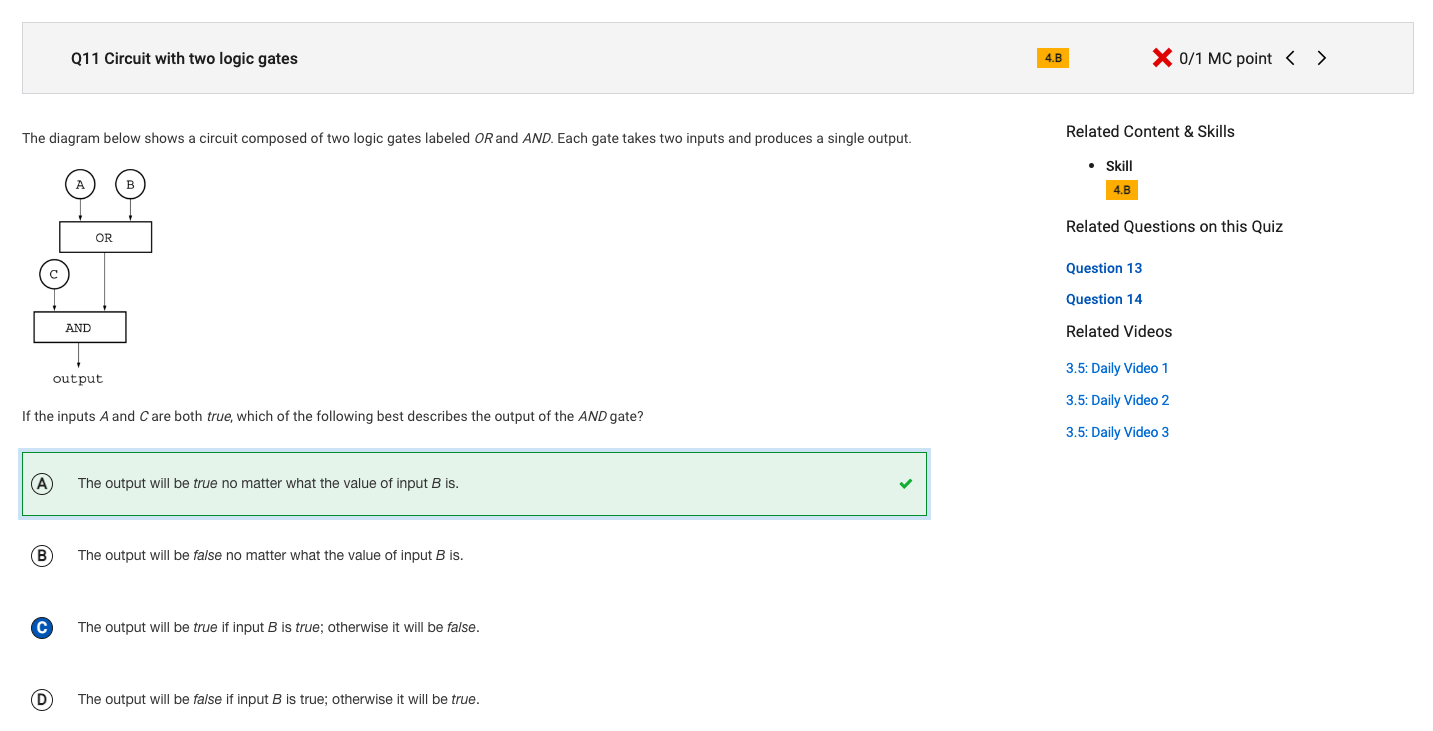 Q11 Circuit with two logic gates
4.B
0/1 MC point
The diagram below shows a circuit composed of two logic gates labeled OR and AND. Each gate takes two inputs and produces a single output.
A
B
OR
C
AND
output
If the inputs A and C are both true, which of the following best describes the output of the AND gate?
A
The output will be true no matter what the value of input B is.
B
The output will be false no matter what the value of input B is.
C
The output will be true if input B is true; otherwise it will be false.
D
The output will be false if input B is true; otherwise it will be true.
Related Content & Skills
Skill
4.B
Related Questions on this Quiz
Question 13
Question 14
Related Videos
3.5: Daily Video 1
3.5: Daily Video 2
3.5: Daily Video 3